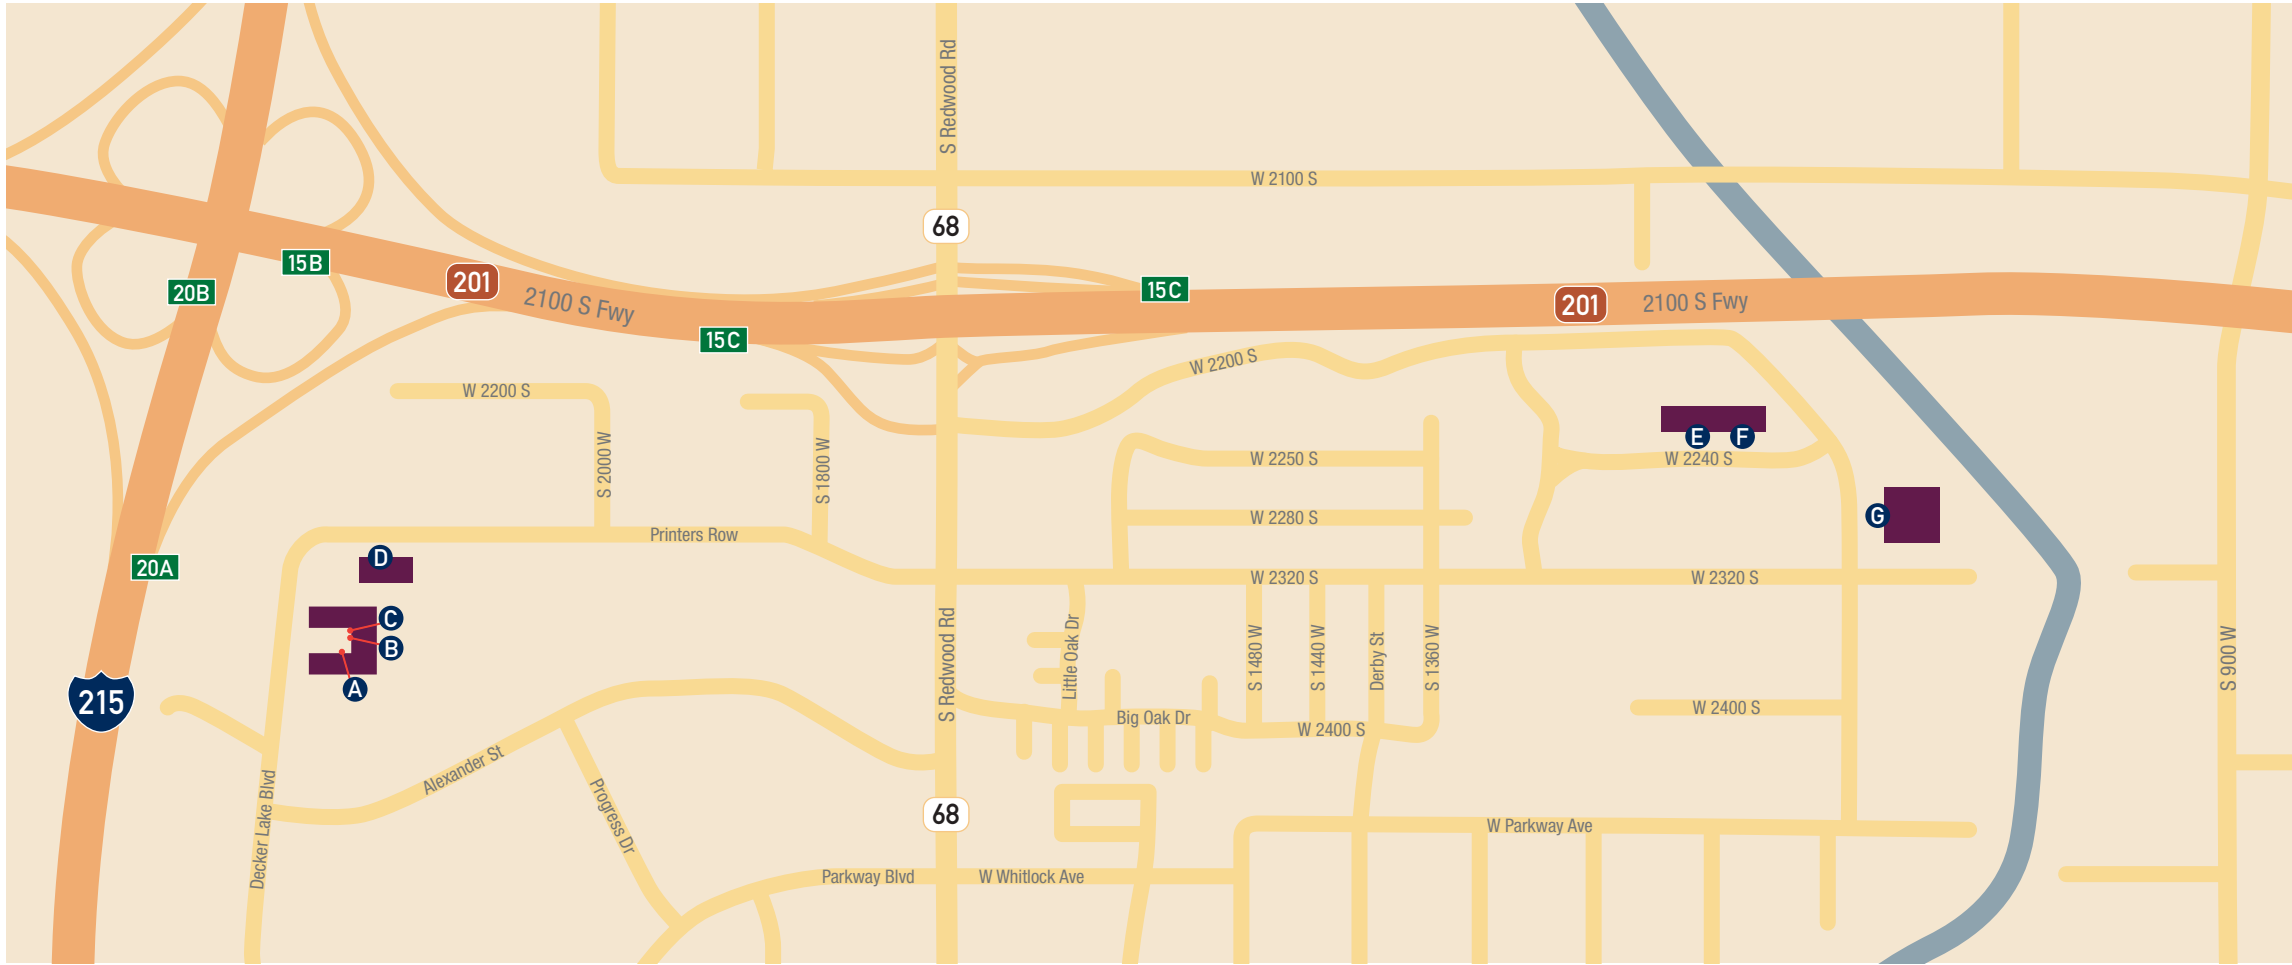 S Redwood Rd
W 2100 S
68
15B
201
2100 S Fwy
20B
15C
201
2100 S Fwy
15C
W 2200 S
W 2200 S
S 2000 W
S 1800 W
E
F
W 2250 S
W 2240 S
W 2280 S
G
Printers Row
D
20A
W 2320 S
W 2320 S
C
B
A
S Redwood Rd
Little Oak Dr
S 1480 W
S 1440 W
Derby St
S 1360 W
S 900 W
215
Big Oak Dr
W 2400 S
W 2400 S
Alexander St
Decker Lake Blvd
Progress Dr
68
W Parkway Ave
Parkway Blvd
W Whitlock Ave